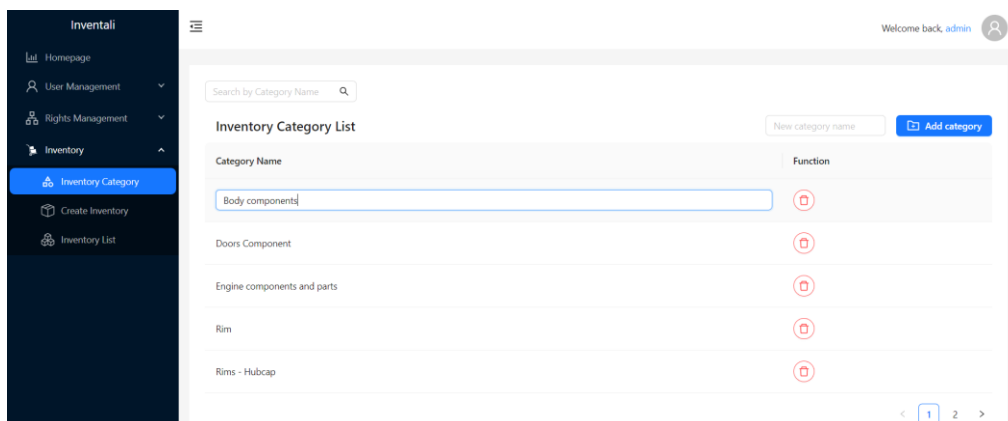 Inventali
Welcome back, admin
Homepage
User Management
Rights Management
Inventory
Inventory Category
Create Inventory
Inventory List
Search by Category Name
Inventory Category List
New category name
Add category
Category Name Function
Body components
Doors Component
Engine components and parts
Rim
Rims - Hubcap
< 1 2 >